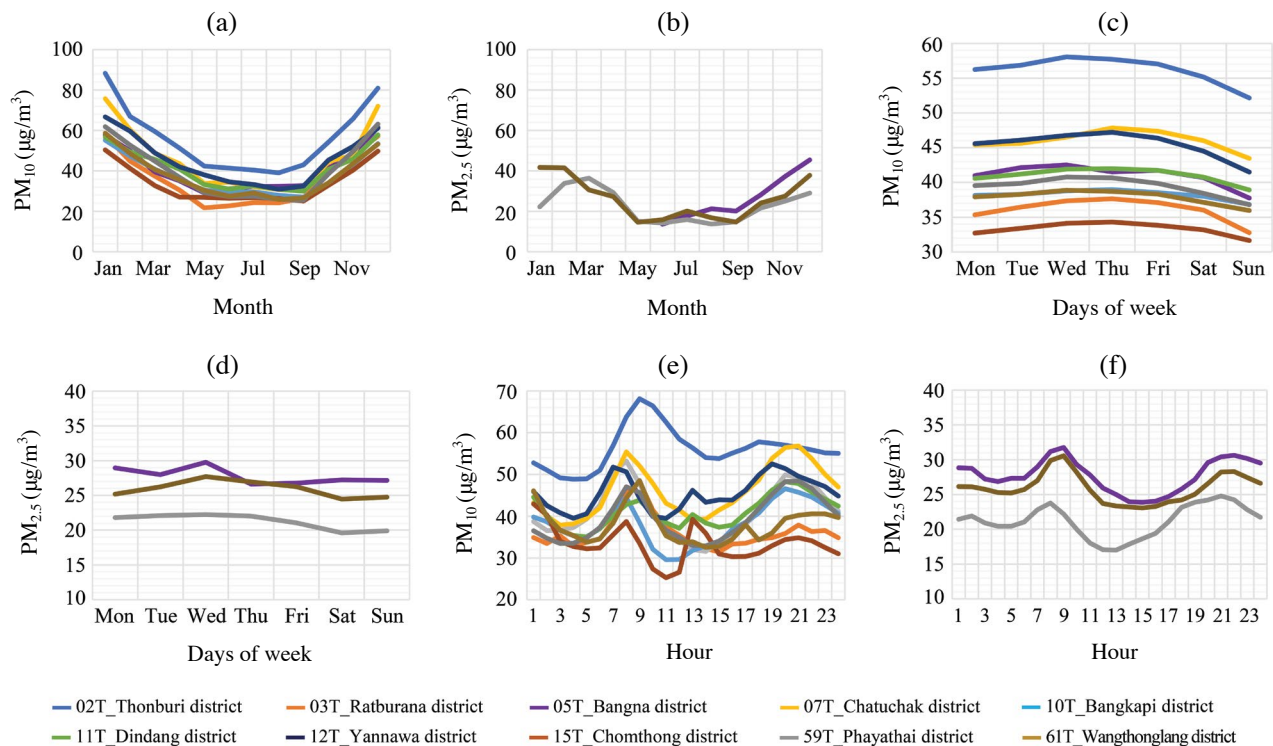 (a)
(b)
(c)
PM10 (µg/m3)
100
80
60
40
20
0
Jan Mar May Jul Sep Nov
Month
PM2.5 (µg/m3)
100
80
60
40
20
0
Jan Mar May Jul Sep Nov
Month
PM10 (µg/m3)
60
55
50
45
40
35
30
Mon Tue Wed Thu Fri Sat Sun
Days of week
(d)
(e)
(f)
PM2.5 (µg/m3)
40
35
30
25
20
15
10
Mon Tue Wed Thu Fri Sat Sun
Days of week
PM10 (µg/m3)
70
60
50
40
30
20
1 3 5 7 9 11 13 15 17 19 21 23
Hour
PM2.5 (µg/m3)
40
35
30
25
20
15
10
1 3 5 7 9 11 13 15 17 19 21 23
Hour
02T_Thonburi district 03T_Ratburana district 05T_Bangna district 07T_Chatuchak district 10T_Bangkapi district
11T_Dindang district 12T_Yannawa district 15T_Chomthong district 59T_Phayathai district 61T_Wangthonglang district